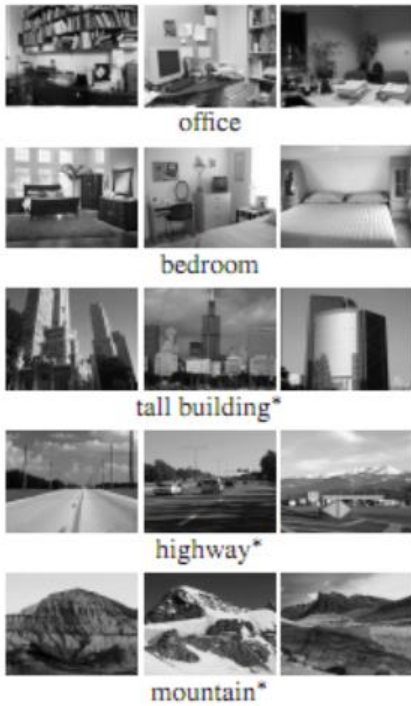 office
bedroom
tall building*
highway*
mountain*